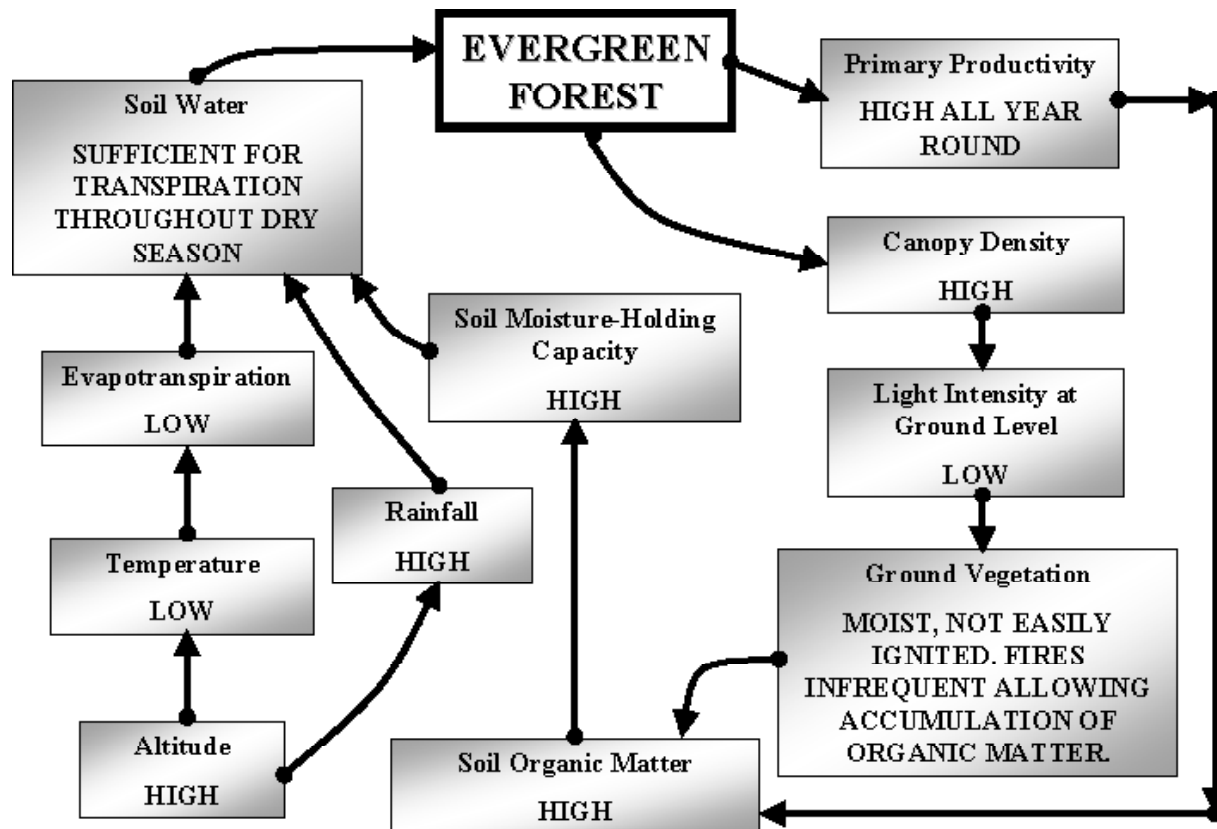 EVERGREEN
FOREST
Primary Productivity
HIGH ALL YEAR
ROUND
Soil Water
SUFFICIENT FOR
TRANSPIRATION
THROUGHOUT DRY
SEASON
Canopy Density
HIGH
Soil Moisture-Holding
Capacity
HIGH
Evapotranspiration
LOW
Light Intensity at
Ground Level
LOW
Rainfall
HIGH
Temperature
LOW
Ground Vegetation
MOIST, NOT EASILY
IGNITED. FIRES
INFREQUENT ALLOWING
ACCUMULATION OF
ORGANIC MATTER.
Altitude
HIGH
Soil Organic Matter
HIGH